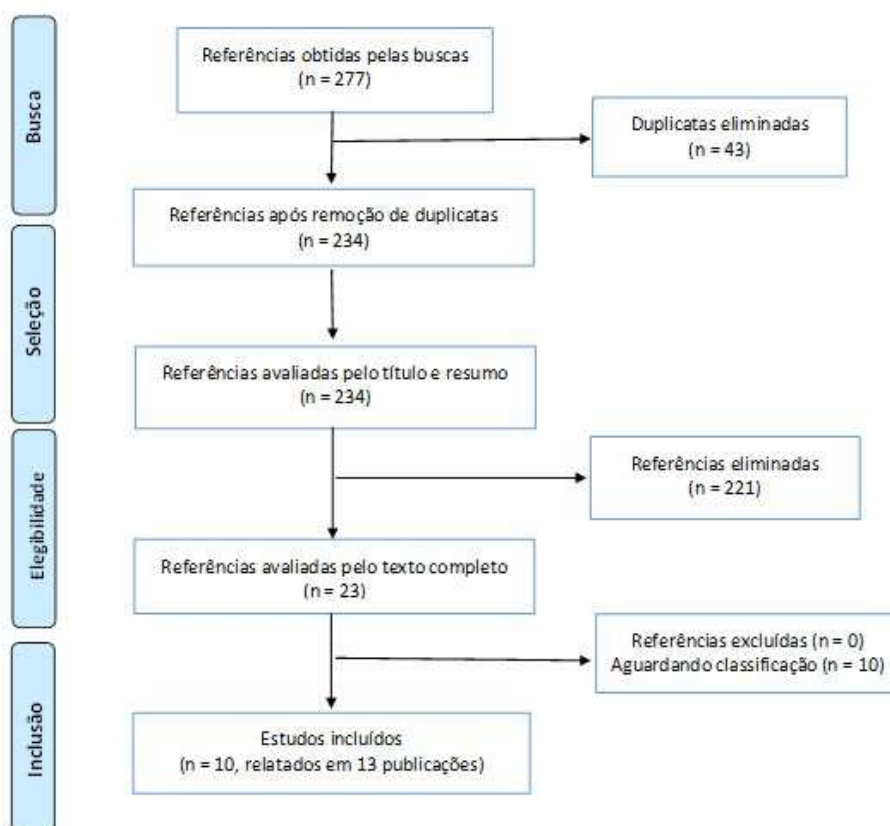 Busca
Referências obtidas pelas buscas
(n = 277)
Duplicatas eliminadas
(n = 43)
Referências após remoção de duplicatas
(n = 234)
Seleção
Referências avaliadas pelo título e resumo
(n = 234)
Referências eliminadas
(n = 221)
Elegibilidade
Referências avaliadas pelo texto completo
(n = 23)
Referências excluídas (n = 0)
Aguardando classificação (n = 10)
Inclusão
Estudos incluídos
(n = 10, relatados em 13 publicações)